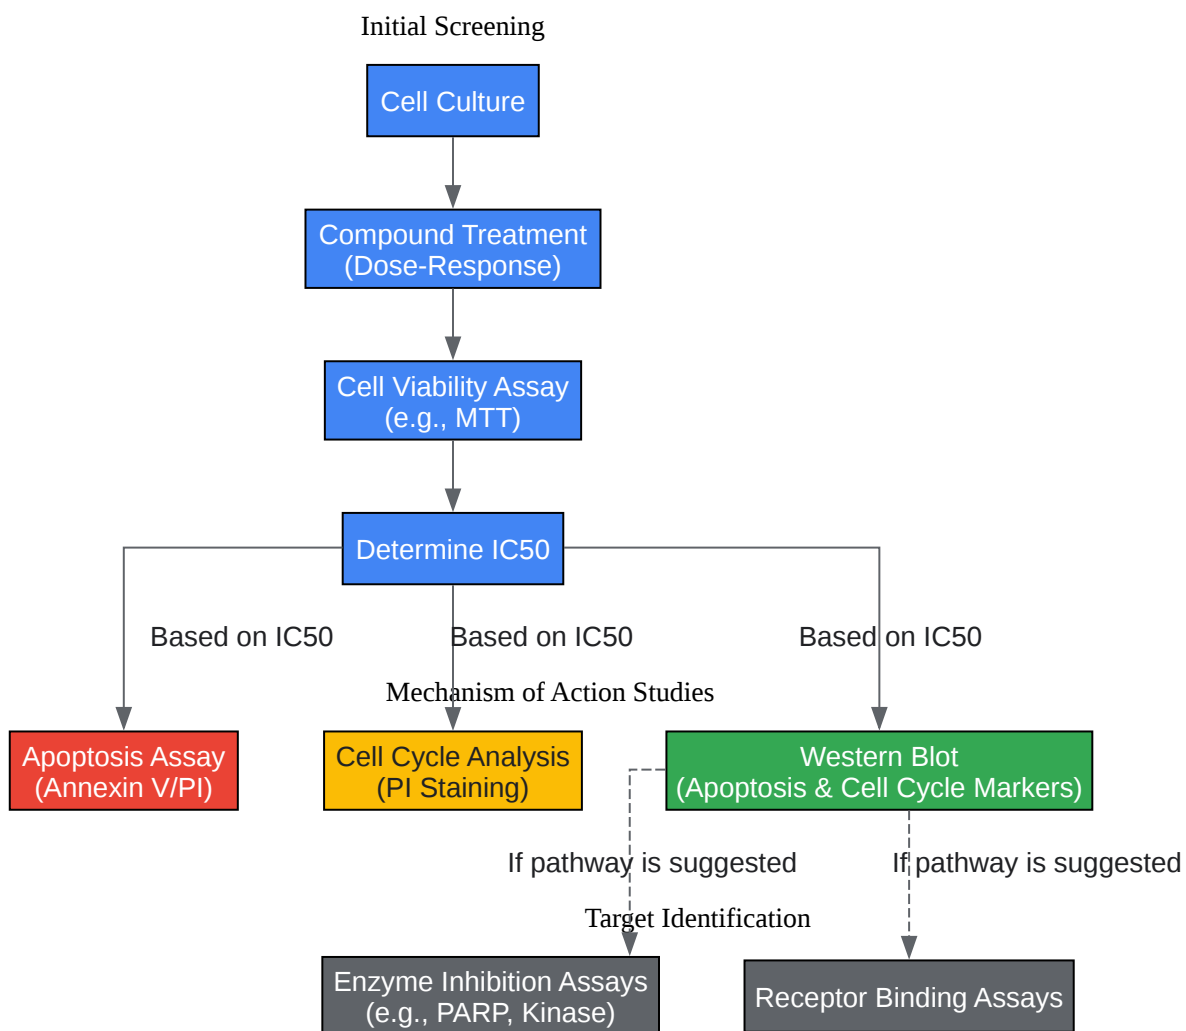 Initial Screening
Cell Culture
Compound Treatment
(Dose-Response)
Cell Viability Assay
(e.g., MTT)
Determine IC50
Based on IC50
Based on IC50
Based on IC50
Mechanism of Action Studies
Apoptosis Assay
(Annexin V/PI)
Cell Cycle Analysis
(PI Staining)
Western Blot
(Apoptosis & Cell Cycle Markers)
If pathway is suggested
If pathway is suggested
Target Identification
Enzyme Inhibition Assays
(e.g., PARP, Kinase)
Receptor Binding Assays